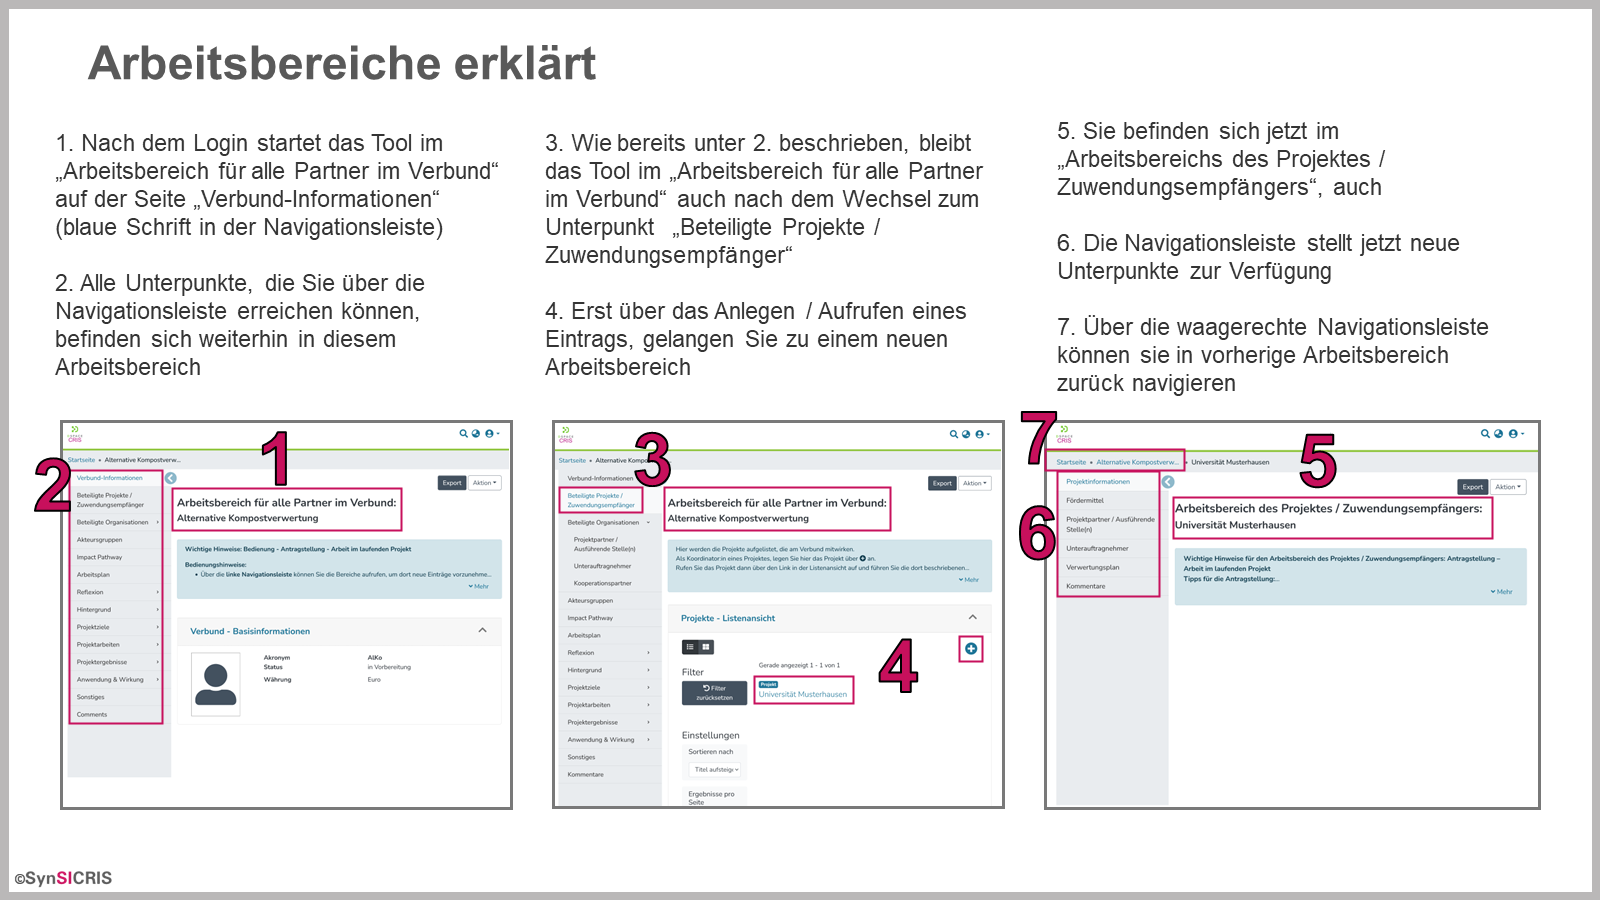 Arbeitsbereiche erklärt
1. Nach dem Login startet das Tool im
„Arbeitsbereich für alle Partner im Verbund“
auf der Seite „Verbund-Informationen“
(blaue Schrift in der Navigationsleiste)
2. Alle Unterpunkte, die Sie über die
Navigationsleiste erreichen können,
befinden sich weiterhin in diesem
Arbeitsbereich
3. Wie bereits unter 2. beschrieben, bleibt
das Tool im „Arbeitsbereich für alle Partner
im Verbund“ auch nach dem Wechsel zum
Unterpunkt „Beteiligte Projekte /
Zuwendungsempfänger“
4. Erst über das Anlegen / Aufrufen eines
Eintrags, gelangen Sie zu einem neuen
Arbeitsbereich
5. Sie befinden sich jetzt im
„Arbeitsbereichs des Projektes /
Zuwendungsempfängers“, auch
6. Die Navigationsleiste stellt jetzt neue
Unterpunkte zur Verfügung
7. Über die waagerechte Navigationsleiste
können sie in vorherige Arbeitsbereich
zurück navigieren
CRIS
1
2
Startseite • Alternative Kompostverw...
Verbund-Informationen
Beteiligte Projekte /
Zuwendungsempfänger
Beteiligte Organisationen
Akteursgruppen
Impact Pathway
Arbeitsplan
Reflexion
Hintergrund
Projektziele
Projektarbeiten
Projektergebnisse
Anwendung & Wirkung
Sonstiges
Comments
Export Aktion
Arbeitsbereich für alle Partner im Verbund:
Alternative Kompostverwertung
Wichtige Hinweise: Bedienung - Antragstellung - Arbeit im laufenden Projekt
Bedienungshinweise:
• Über die linke Navigationsleiste können Sie die Bereiche aufrufen, um dort neue Einträge vorzunehme...
Mehr
Verbund - Basisinformationen
Akronym AlKo
Status in Vorbereitung
Währung Euro
CRIS
3
4
Startseite • Alternative Kompo
Verbund-Informationen
Beteiligte Projekte /
Zuwendungsempfänger
Beteiligte Organisationen
Projektpartner /
Ausführende Stelle(n)
Unterauftragnehmer
Kooperationspartner
Akteursgruppen
Impact Pathway
Arbeitsplan
Reflexion
Hintergrund
Projektziele
Projektarbeiten
Projektergebnisse
Anwendung & Wirkung
Sonstiges
Kommentare
Export Aktion
Arbeitsbereich für alle Partner im Verbund:
Alternative Kompostverwertung
Hier werden die Projekte aufgelistet, die am Verbund mitwirken.
Als Koordinator:in eines Projektes, legen Sie hier das Projekt über + an.
Rufen Sie das Projekt dann über den Link in der Listenansicht auf und führen Sie die dort beschriebenen...
Mehr
Projekte - Listenansicht
Gerade angezeigt 1 - 1 von 1
Filter
Filter
zurücksetzen
Projekt
Universität Musterhausen
Einstellungen
Sortieren nach
Titel aufsteig
Ergebnisse pro
Seite
7
CRIS
5
6
Startseite • Alternative Kompostverw... • Universität Musterhausen
Projektinformationen
Fördermittel
Projektpartner / Ausführende
Stelle(n)
Unterauftragnehmer
Verwertungsplan
Kommentare
Export Aktion
Arbeitsbereich des Projektes / Zuwendungsempfängers:
Universität Musterhausen
Wichtige Hinweise für den Arbeitsbereich des Projektes / Zuwendungsempfängers: Antragstellung –
Arbeit im laufenden Projekt
Tipps für die Antragstellung:...
Mehr
©SynSICRIS